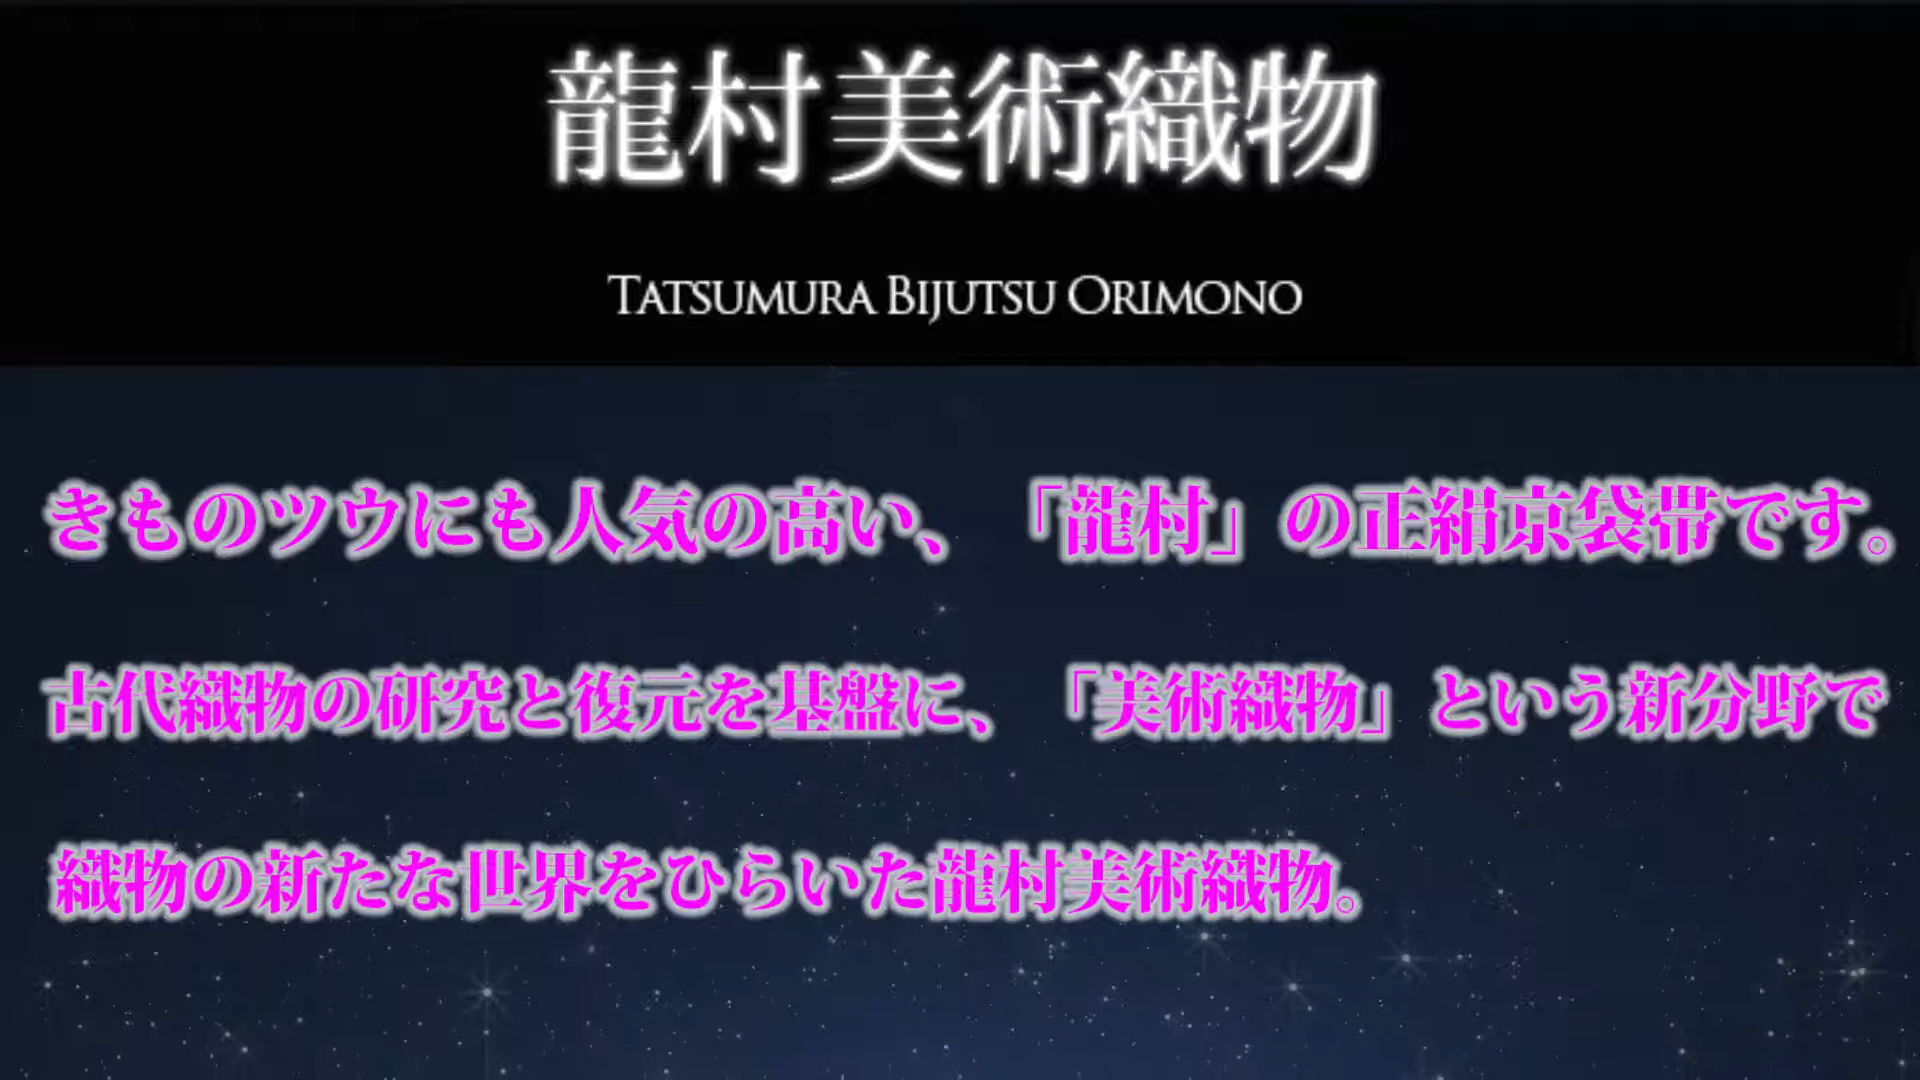 龍村美術織物
TATSUMURA BIJUTSU ORIMONO
きものツウにも人気の高い、「龍村」の正絹京袋帯です。
古代織物の研究と復元を基盤に、「美術織物」という新分野で
織物の新たな世界をひらいた龍村美術織物。